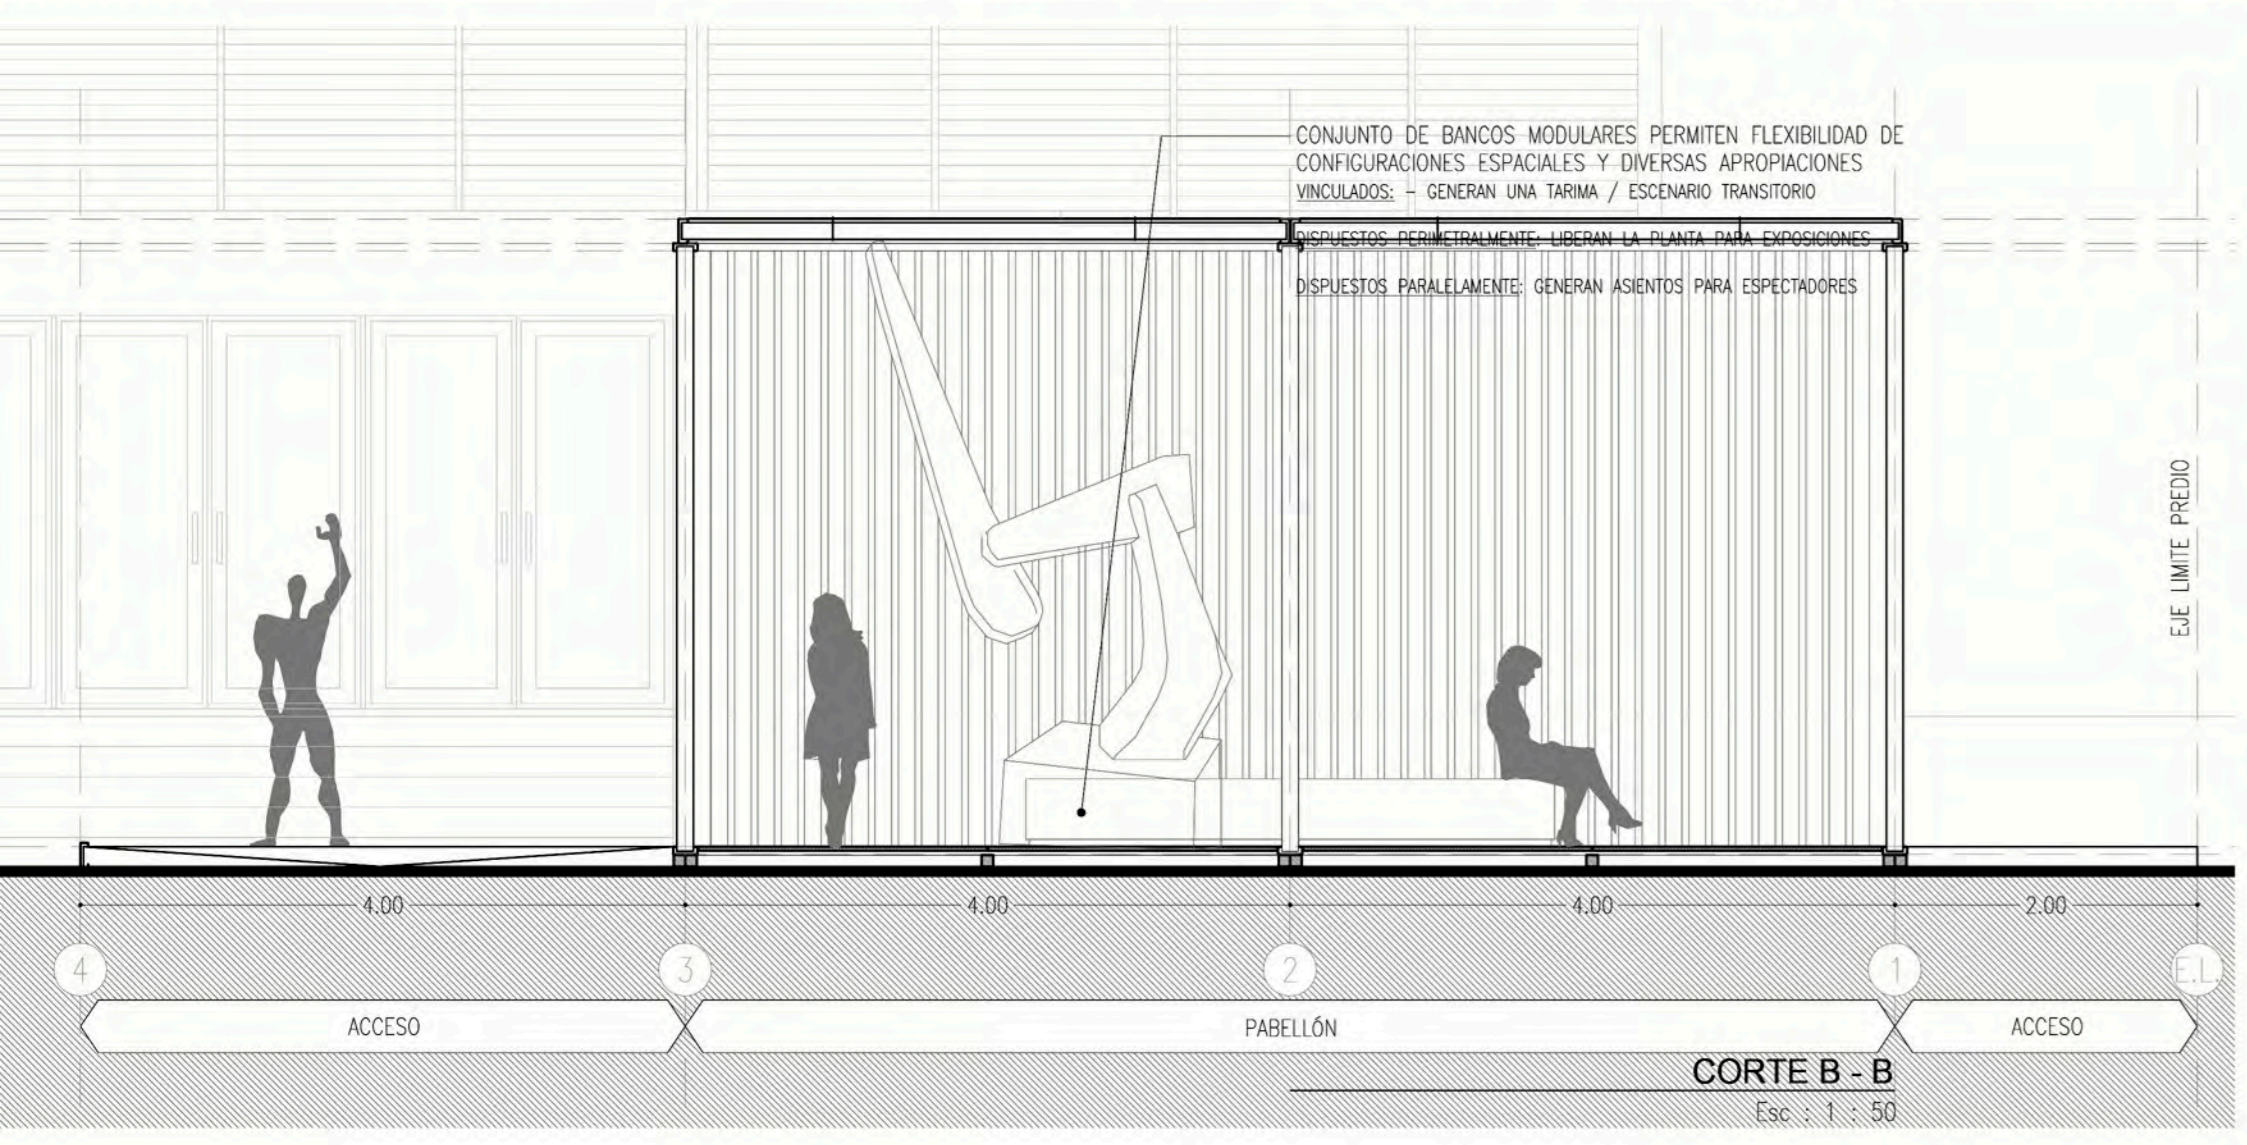 CONJUNTO DE BANCOS MODULARES PERMITEN FLEXIBILIDAD DE
CONFIGURACIONES ESPACIALES Y DIVERSAS APROPIACIONES
VINCULADOS: - GENERAN UNA TARIMA / ESCENARIO TRANSITORIO
DISPUESTOS PERIMETRALMENTE: LIBERAN LA PLANTA PARA EXPOSICIONES
DISPUESTOS PARALELAMENTE: GENERAN ASIENTOS PARA ESPECTADORES
EJE LIMITE PREDIO
4.00 4.00 4.00 2.00
4 3 2 1 E.L.
ACCESO PABELLÓN ACCESO
CORTE B - B
Esc : 1 : 50